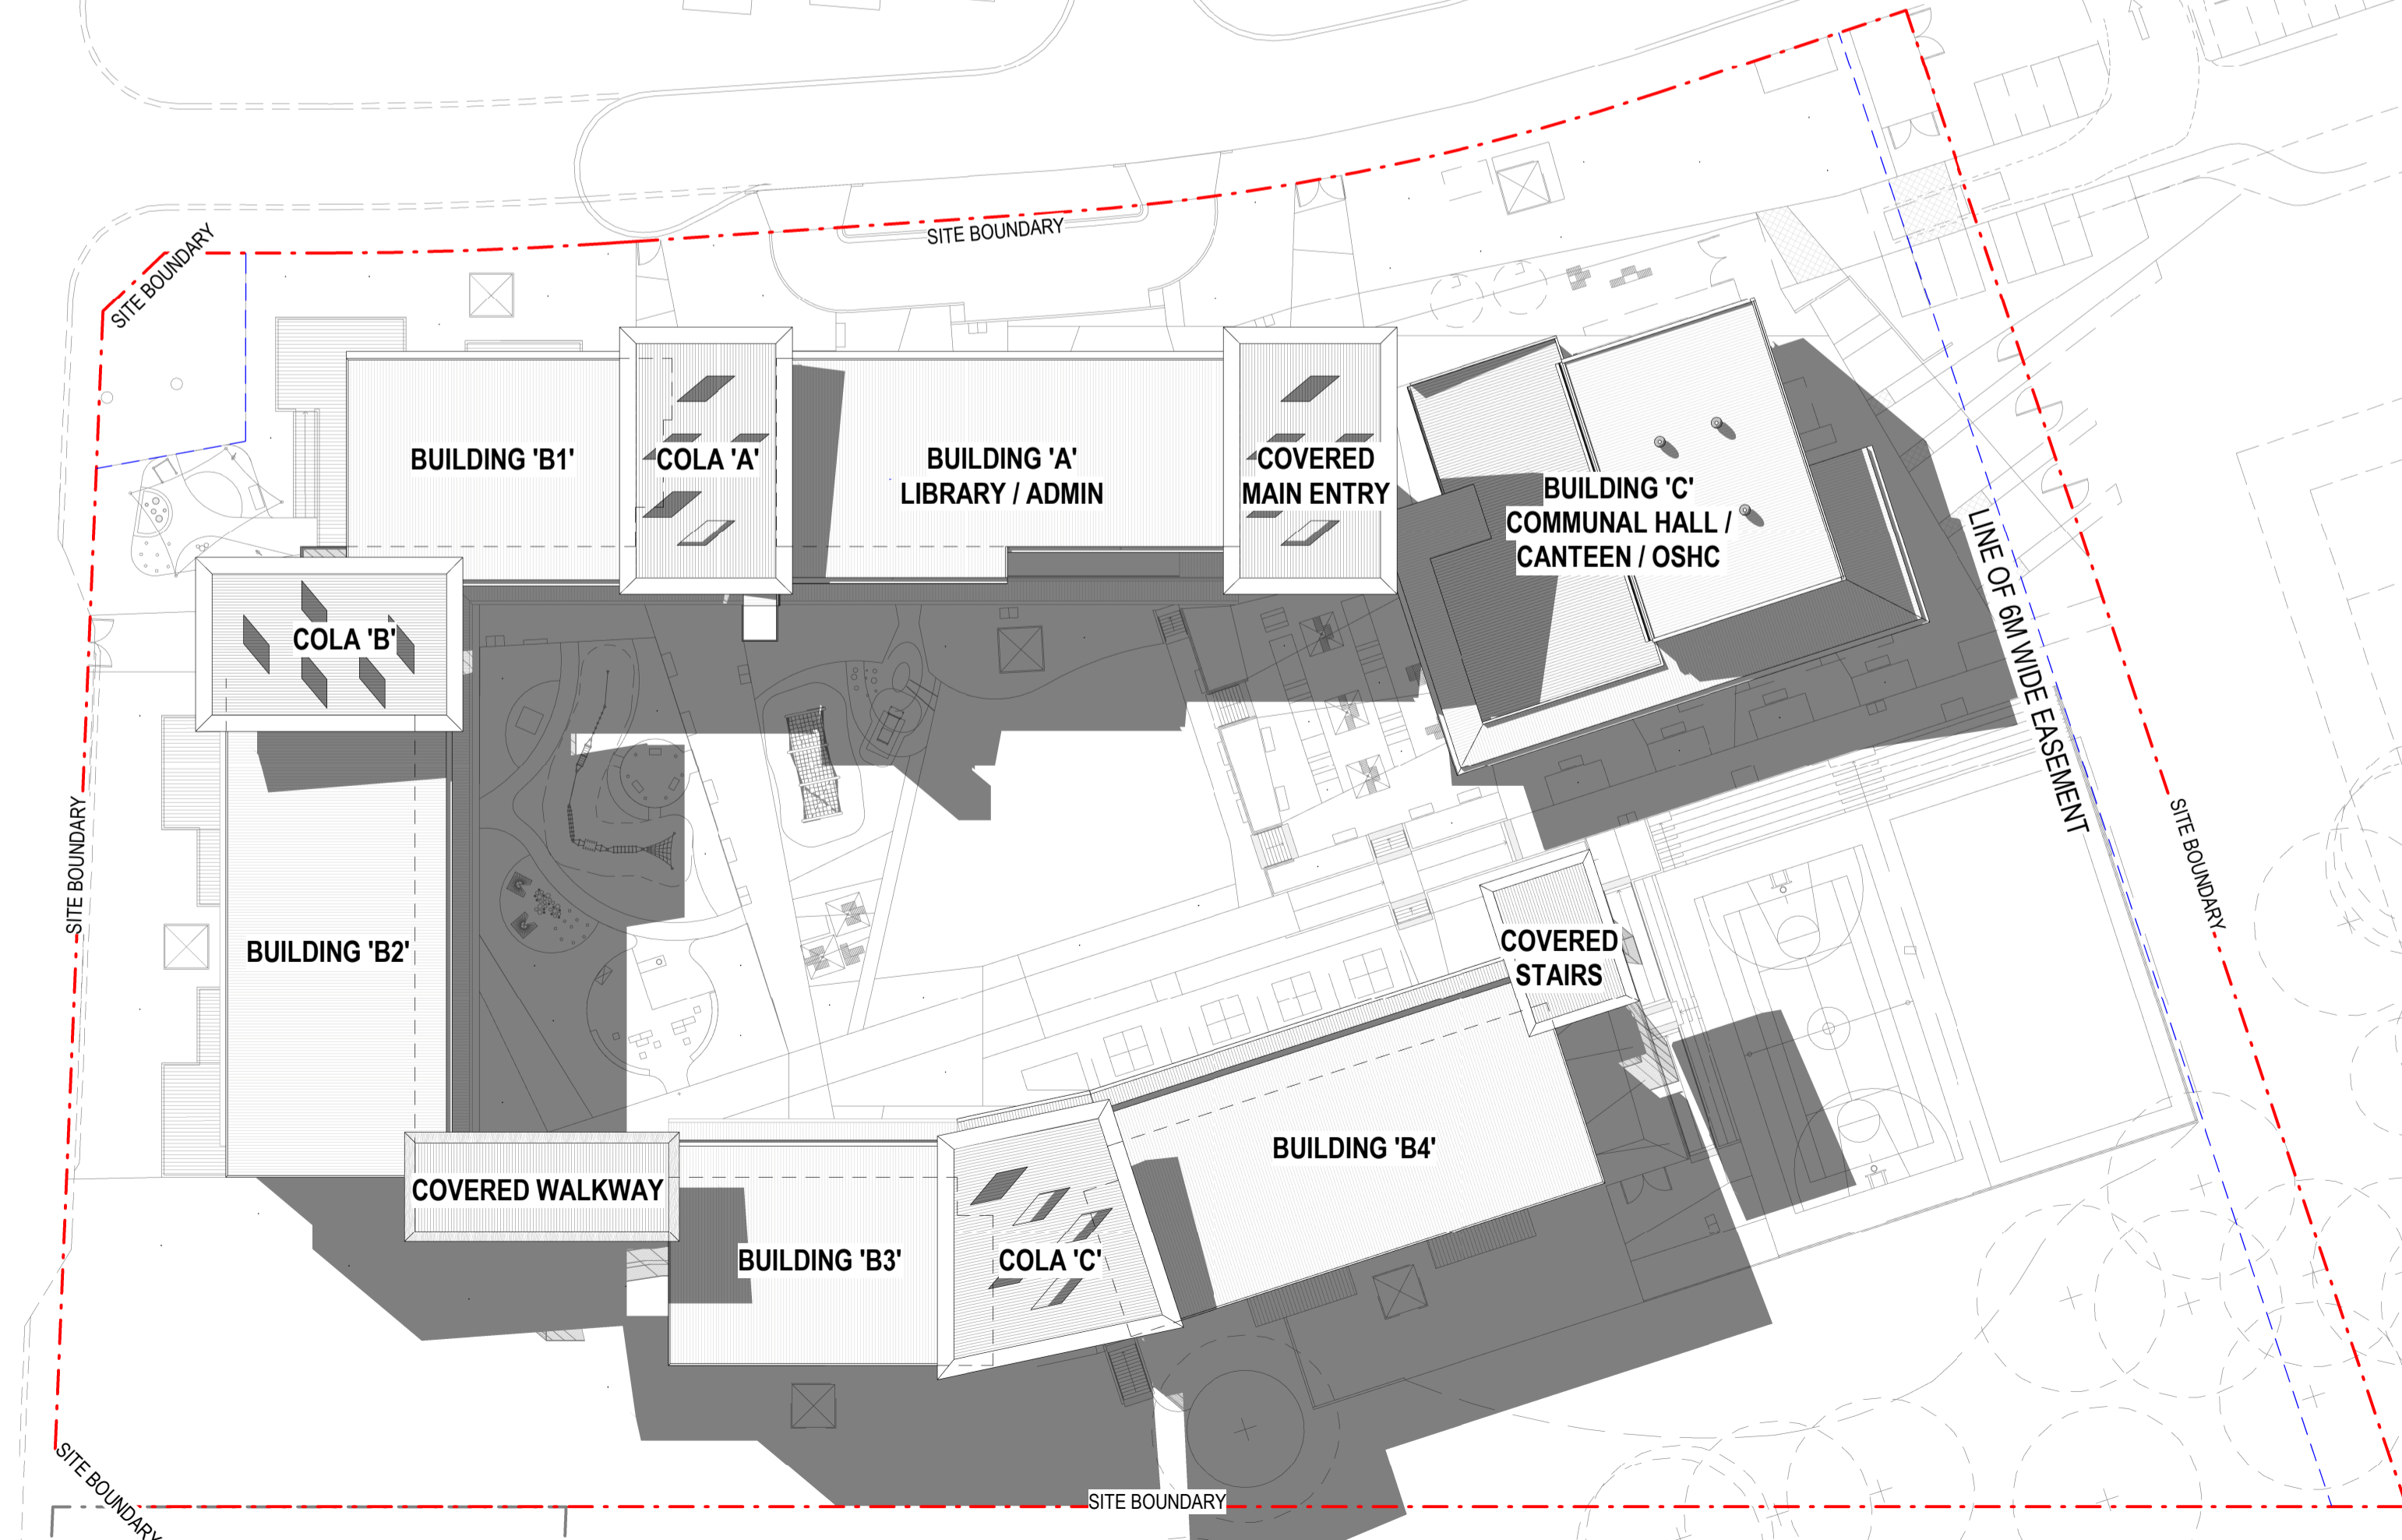 SITE BOUNDARY
SITE BOUNDARY
BUILDING 'B1'
COLA 'A'
BUILDING 'A'
LIBRARY / ADMIN
COVERED
MAIN ENTRY
BUILDING 'C'
COMMUNAL HALL /
CANTEEN / OSHC
LINE OF 6M WIDE EASEMENT
COLA 'B'
SITE BOUNDARY
SITE BOUNDARY
BUILDING 'B2'
COVERED
STAIRS
BUILDING 'B4'
COVERED WALKWAY
BUILDING 'B3'
COLA 'C'
SITE BOUNDARY
SITE BOUNDARY